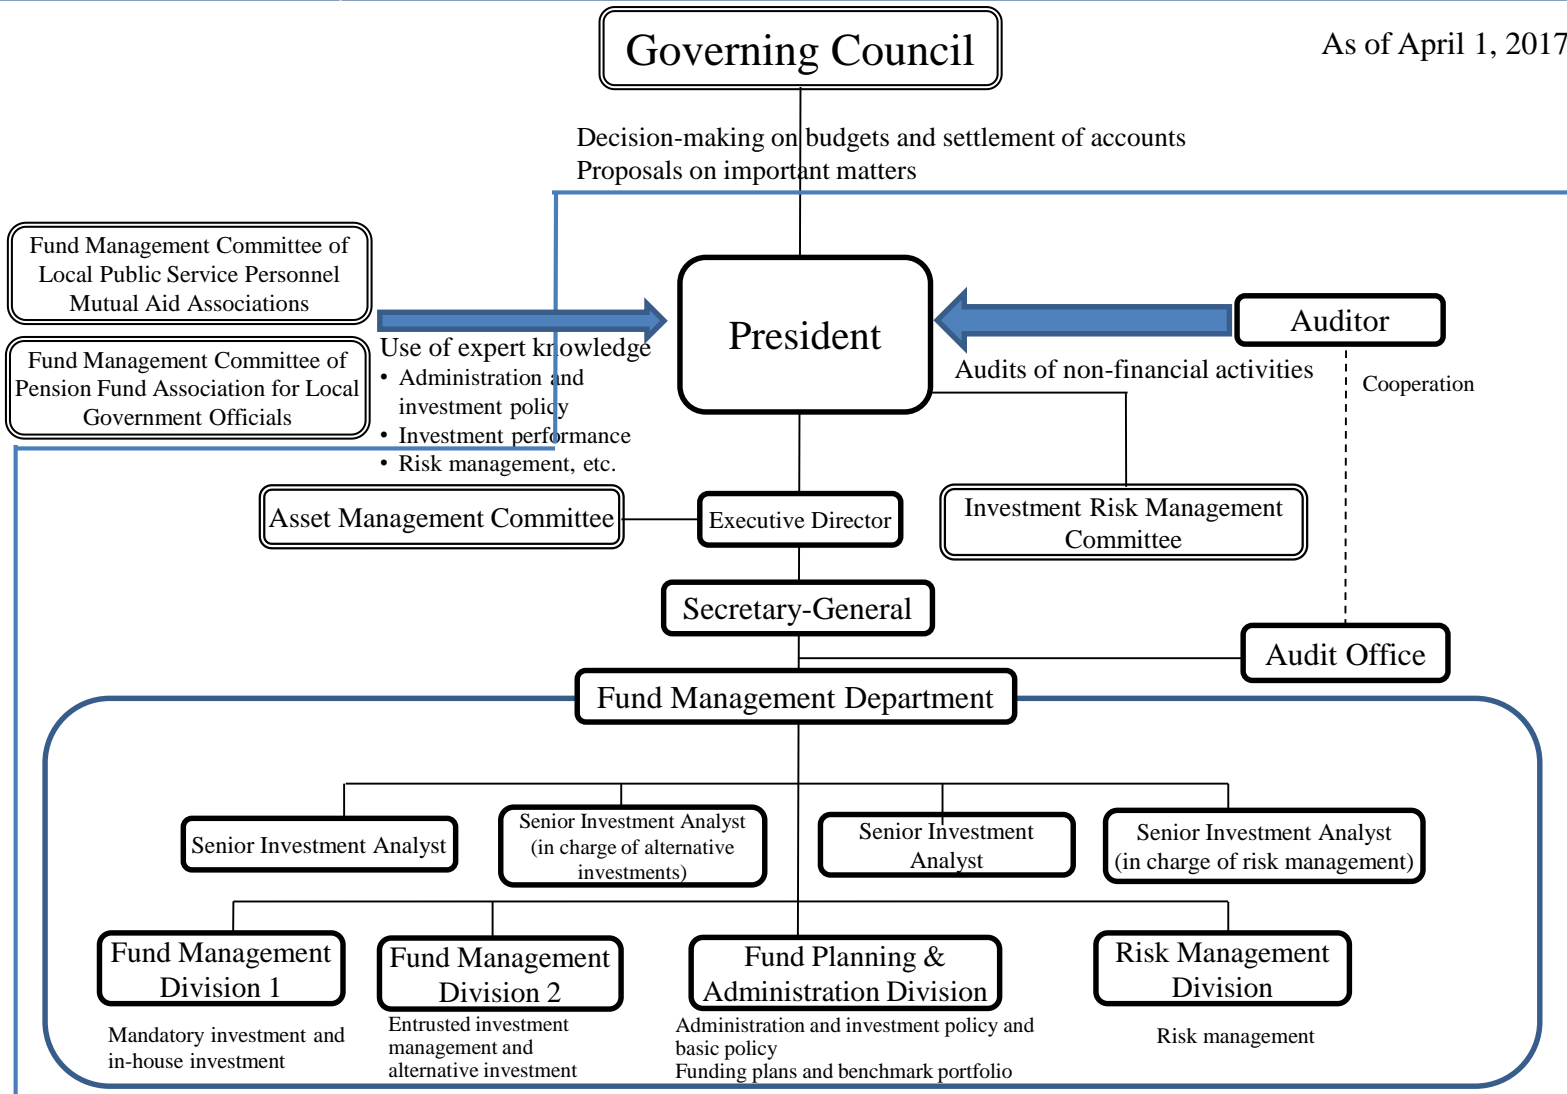 Governing Council
As of April 1, 2017
Decision-making on budgets and settlement of accounts
Proposals on important matters
Fund Management Committee of
Local Public Service Personnel
Mutual Aid Associations
Fund Management Committee of
Pension Fund Association for Local
Government Officials
Use of expert knowledge
• Administration and
investment policy
• Investment performance
• Risk management, etc.
President
Auditor
Audits of non-financial activities
Cooperation
Asset Management Committee
Executive Director
Investment Risk Management
Committee
Secretary-General
Audit Office
Fund Management Department
Senior Investment Analyst
Senior Investment Analyst
(in charge of alternative
investments)
Senior Investment
Analyst
Senior Investment Analyst
(in charge of risk management)
Fund Management
Division 1
Mandatory investment and
in-house investment
Fund Management
Division 2
Entrusted investment
management and
alternative investment
Fund Planning &
Administration Division
Administration and investment policy and
basic policy
Funding plans and benchmark portfolio
Risk Management
Division
Risk management